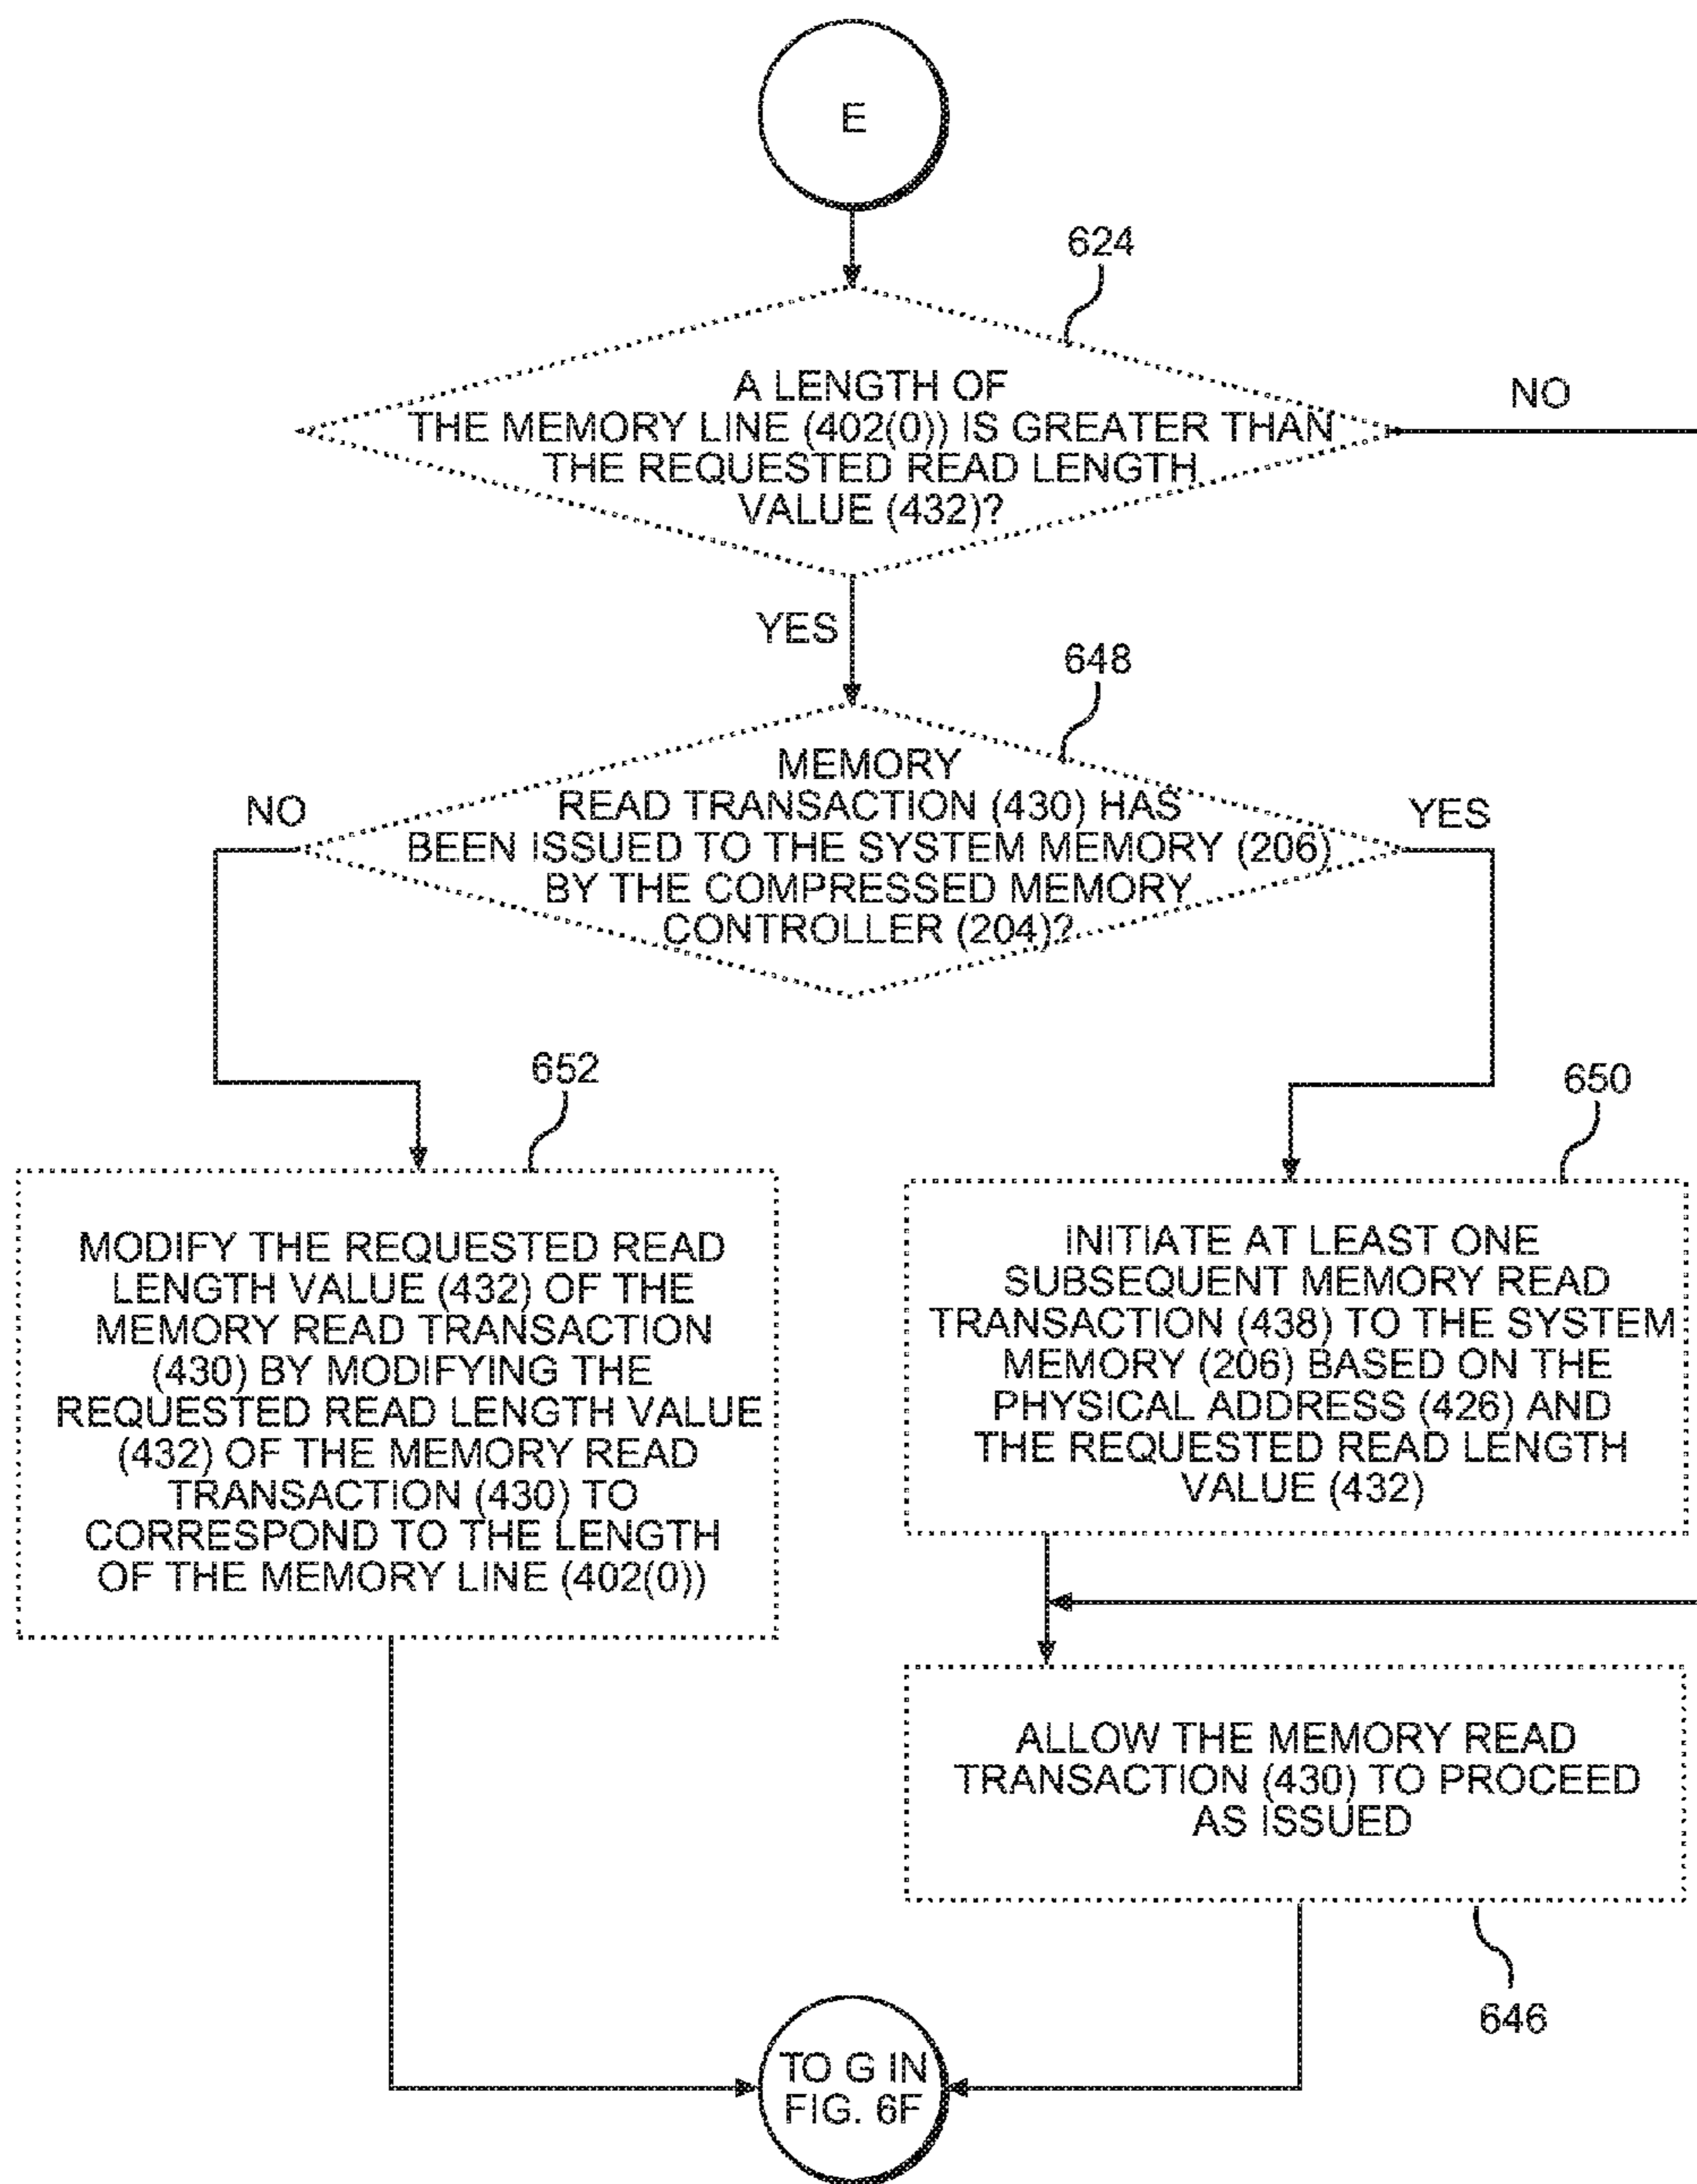 E
624
A LENGTH OF
THE MEMORY LINE (402(0)) IS GREATER THAN
THE REQUESTED READ LENGTH
VALUE (432)?
NO
YES
648
MEMORY
READ TRANSACTION (430) HAS
BEEN ISSUED TO THE SYSTEM MEMORY (206)
BY THE COMPRESSED MEMORY
CONTROLLER (204)?
NO
YES
652
MODIFY THE REQUESTED READ
LENGTH VALUE (432) OF THE
MEMORY READ TRANSACTION
(430) BY MODIFYING THE
REQUESTED READ LENGTH VALUE
(432) OF THE MEMORY READ
TRANSACTION (430) TO
CORRESPOND TO THE LENGTH
OF THE MEMORY LINE (402(0))
650
INITIATE AT LEAST ONE
SUBSEQUENT MEMORY READ
TRANSACTION (438) TO THE SYSTEM
MEMORY (206) BASED ON THE
PHYSICAL ADDRESS (426) AND
THE REQUESTED READ LENGTH
VALUE (432)
ALLOW THE MEMORY READ
TRANSACTION (430) TO PROCEED
AS ISSUED
646
TO G IN
FIG. 6F